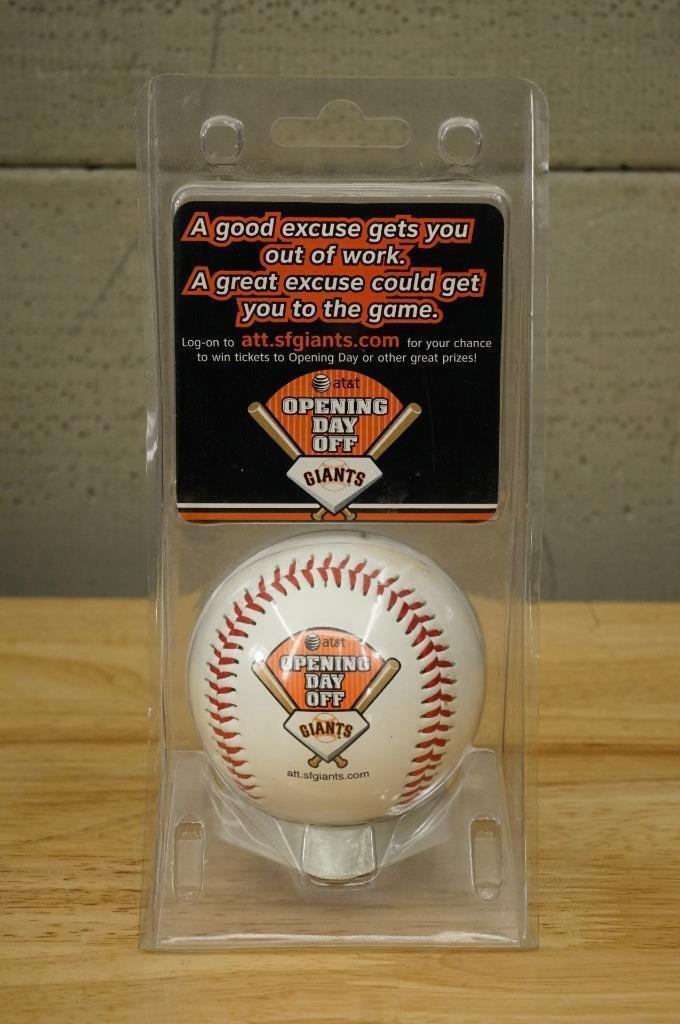 A good excuse gets you
out of work.
A great excuse could get
you to the game.
Log-on to att.sfgiants.com for your chance
to win tickets to Opening Day or other great prizes!
at&t
OPENING
DAY
OFF
GIANTS
at&t
OPENING
DAY
OFF
GIANTS
att.sfgiants.com